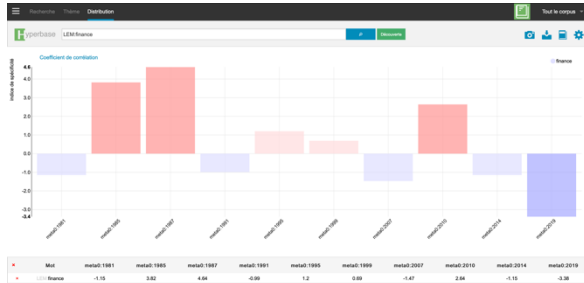 Recherche Thème Distribution Tout le corpus
Hyperbase LEM:finance Découverte
Coefficient de corrélation
finance
Indice de spécificité
4.6
4.0
3.0
2.0
1.0
0.0
-1.0
-2.0
-3.0
-3.4
meta0:1981 meta0:1985 meta0:1987 meta0:1991 meta0:1995 meta0:1999 meta0:2007 meta0:2010 meta0:2014 meta0:2019
Mot meta0:1981 meta0:1985 meta0:1987 meta0:1991 meta0:1995 meta0:1999 meta0:2007 meta0:2010 meta0:2014 meta0:2019
LEM:finance -1.15 3.82 4.64 -0.99 1.2 0.69 -1.47 2.64 -1.15 -3.38